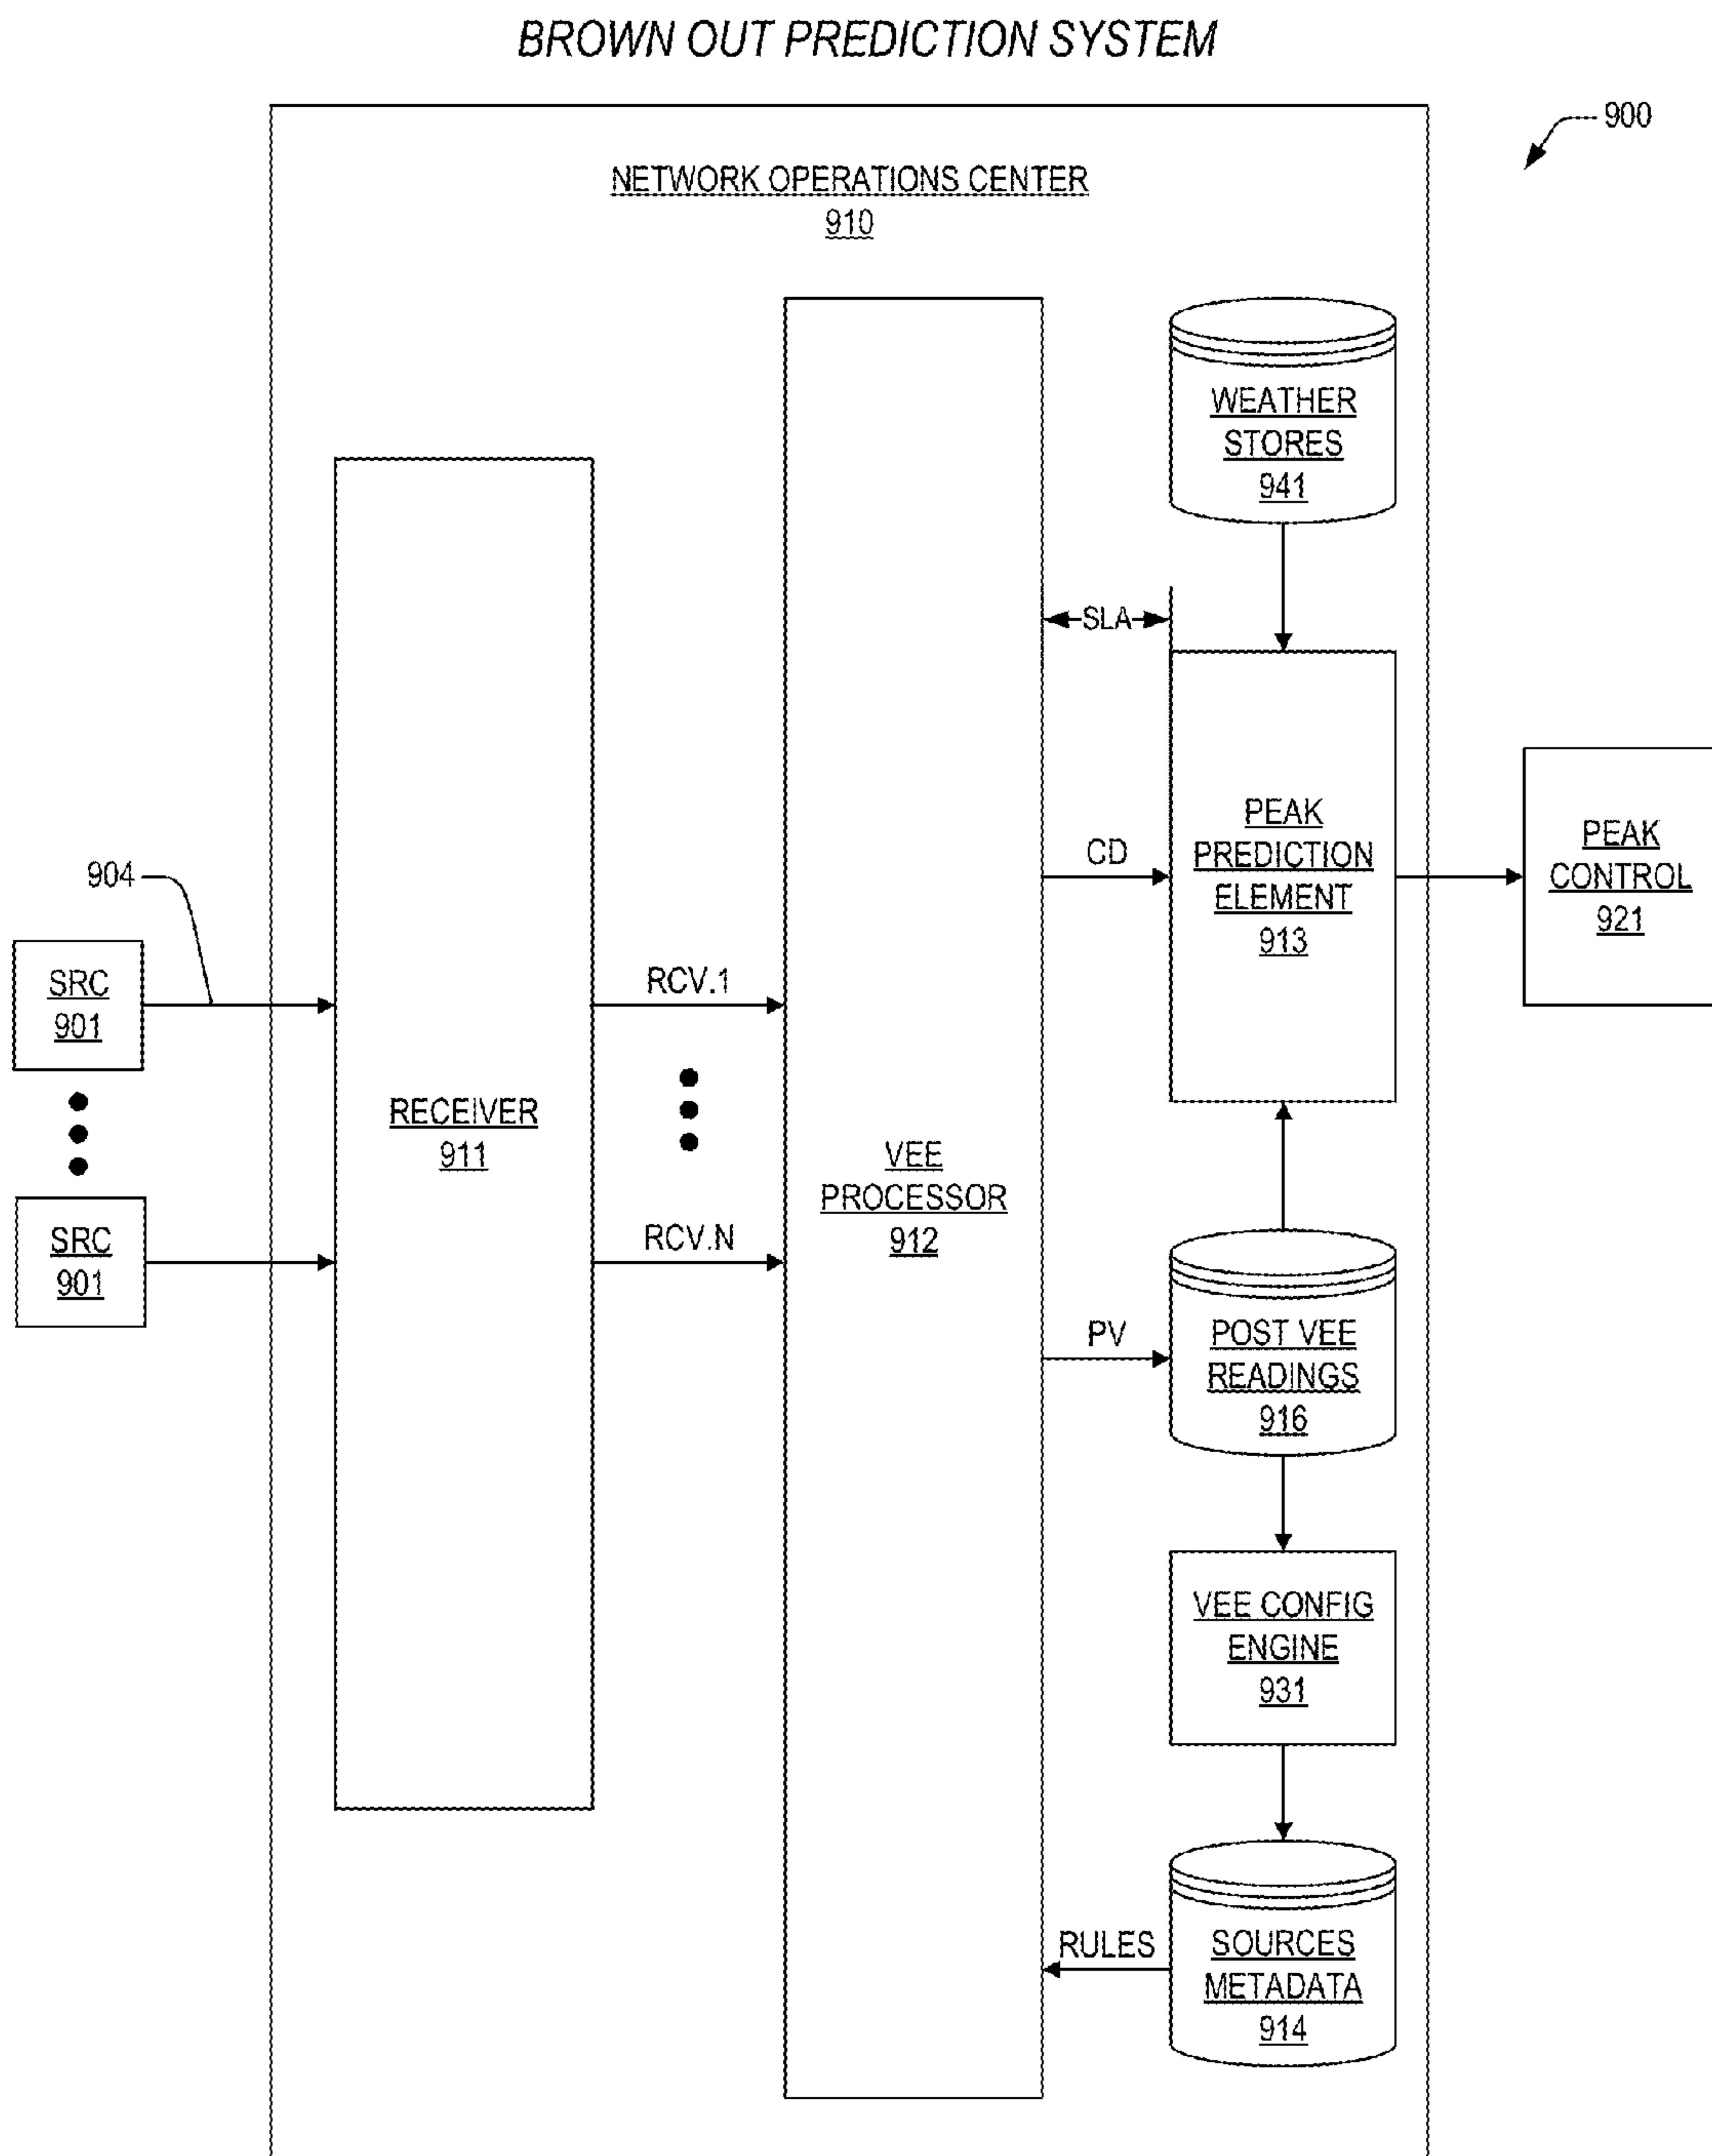 BROWN OUT PREDICTION SYSTEM
900
NETWORK OPERATIONS CENTER
910
WEATHER
STORES
941
SLA
PEAK
PREDICTION
ELEMENT
913
CD
PEAK
CONTROL
921
904
SRC
901
RCV.1
RECEIVER
911
VEE
PROCESSOR
912
SRC
901
RCV.N
PV
POST VEE
READINGS
916
VEE CONFIG
ENGINE
931
RULES
SOURCES
METADATA
914